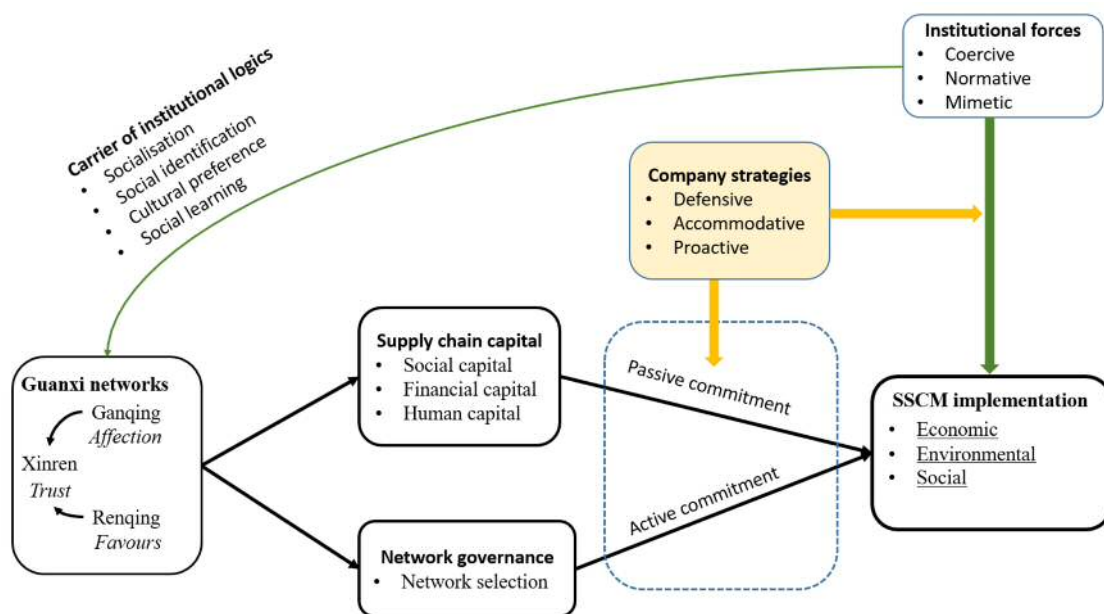 Institutional forces
• Coercive
• Normative
• Mimetic
Carrier of institutional logics
• Socialisation
• Social identification
• Cultural preference
• Social learning
Company strategies
• Defensive
• Accommodative
• Proactive
Supply chain capital
• Social capital
• Financial capital
• Human capital
Passive commitment
Guanxi networks
Ganqing
Affection
Xinren
Trust
Renqing
Favours
SSCM implementation
• Economic
• Environmental
• Social
Active commitment
Network governance
• Network selection